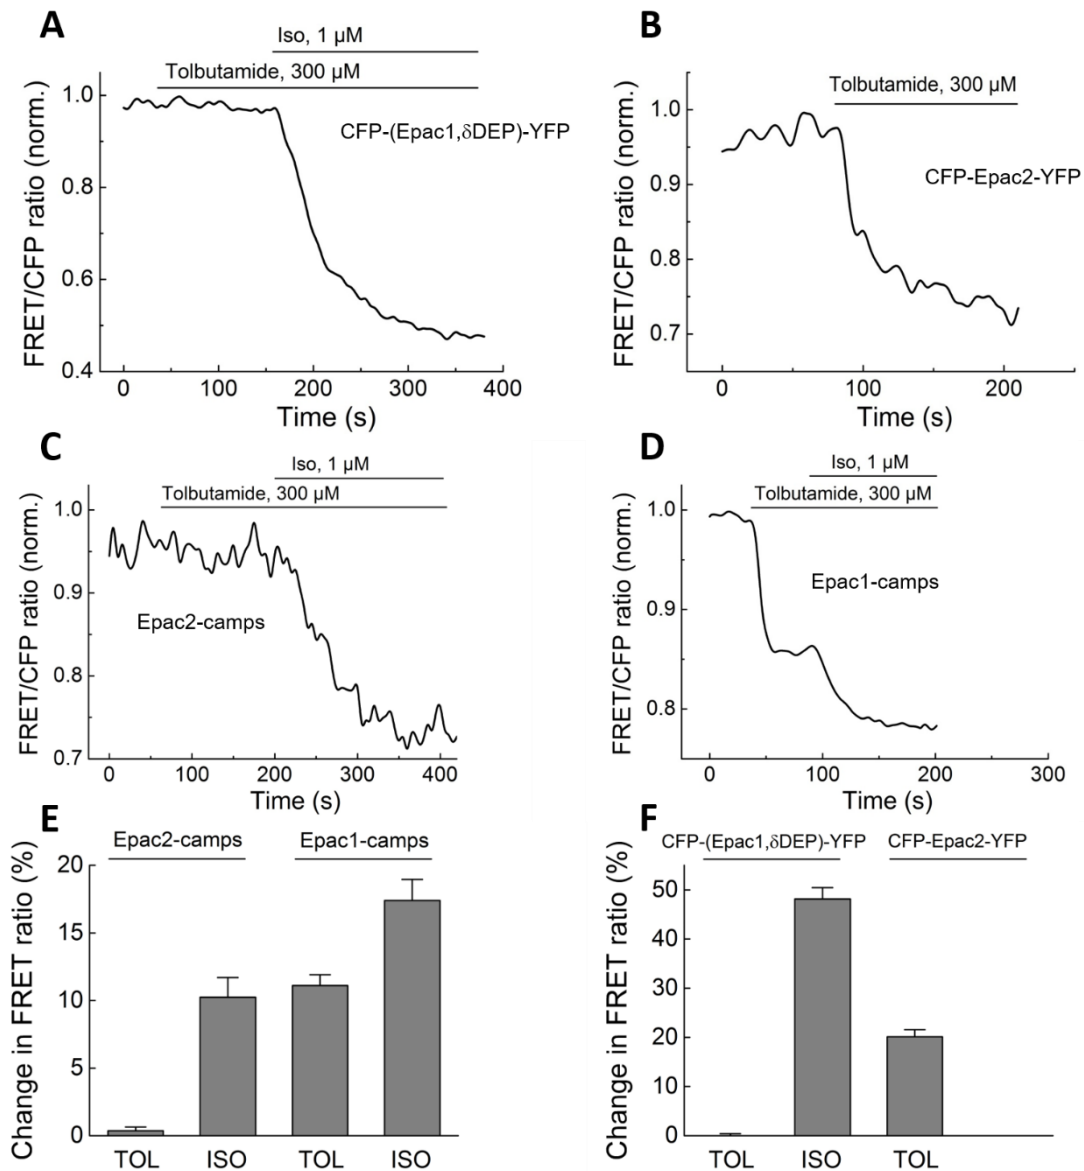 A
Iso, 1 µM
Tolbutamide, 300 µM
CFP-(Epac1,δDEP)-YFP
FRET/CFP ratio (norm.)
1.0
0.8
0.6
0.4
0 100 200 300 400
Time (s)
B
Tolbutamide, 300 µM
CFP-Epac2-YFP
FRET/CFP ratio (norm.)
1.0
0.9
0.8
0.7
0 100 200
Time (s)
C
Iso, 1 µM
Tolbutamide, 300 µM
Epac2-camps
FRET/CFP ratio (norm.)
1.0
0.9
0.8
0.7
0 100 200 300 400
Time (s)
D
Iso, 1 µM
Tolbutamide, 300 µM
Epac1-camps
FRET/CFP ratio (norm.)
1.0
0.9
0.8
0 100 200 300
Time (s)
E
Epac2-camps Epac1-camps
Change in FRET ratio (%)
20
15
10
5
0
TOL ISO TOL ISO
F
CFP-(Epac1,δDEP)-YFP CFP-Epac2-YFP
Change in FRET ratio (%)
50
40
30
20
10
0
TOL ISO TOL